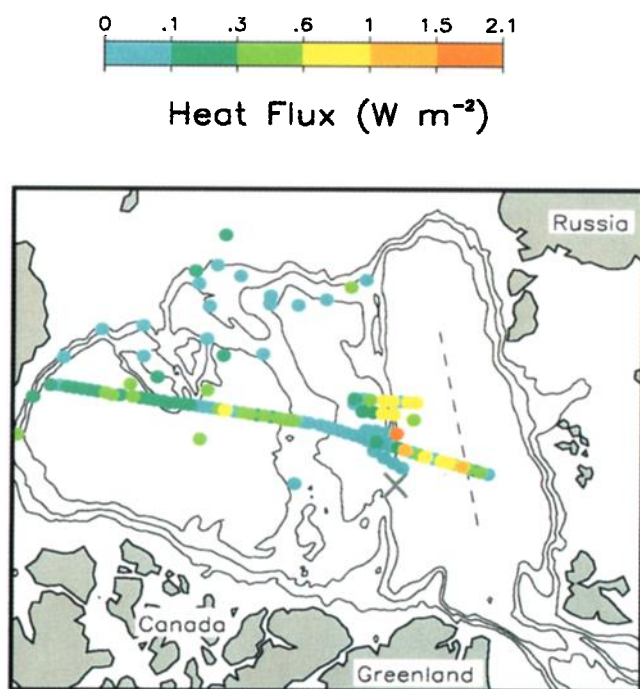 0 .1 .3 .6 1 1.5 2.1
Heat Flux (W m⁻²)
Russia
Canada
Greenland